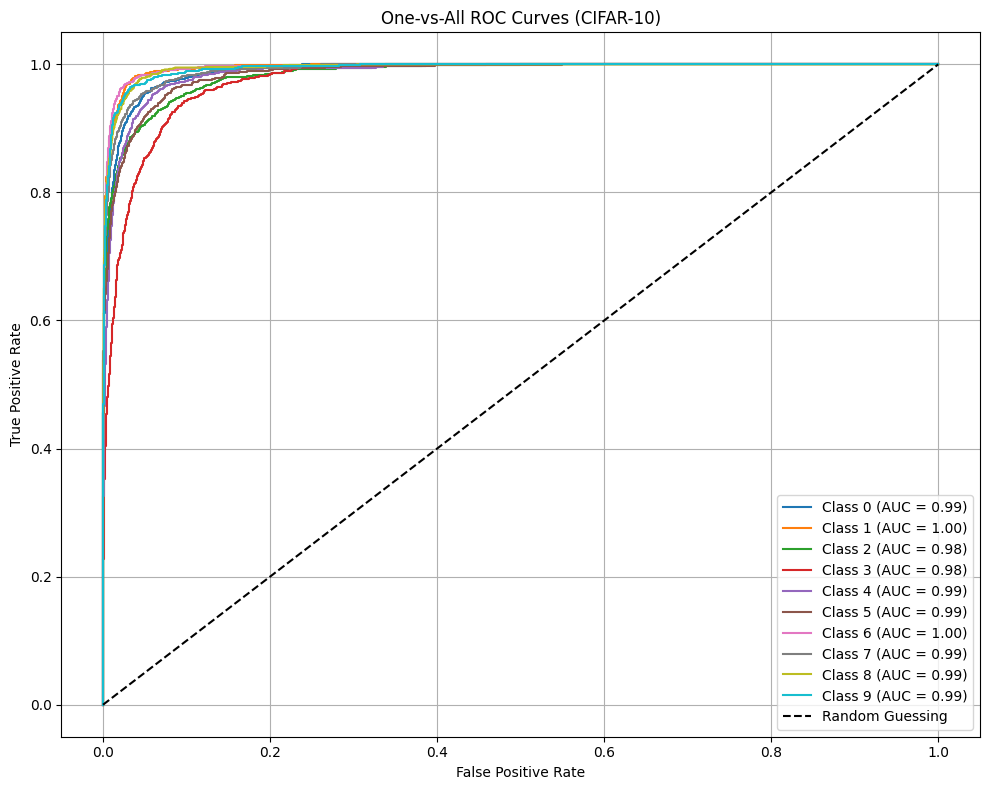 One-vs-All ROC Curves (CIFAR-10)
True Positive Rate
1.0
0.8
0.6
0.4
0.2
0.0
Class 0 (AUC = 0.99)
Class 1 (AUC = 1.00)
Class 2 (AUC = 0.98)
Class 3 (AUC = 0.98)
Class 4 (AUC = 0.99)
Class 5 (AUC = 0.99)
Class 6 (AUC = 1.00)
Class 7 (AUC = 0.99)
Class 8 (AUC = 0.99)
Class 9 (AUC = 0.99)
Random Guessing
0.0 0.2 0.4 0.6 0.8 1.0
False Positive Rate